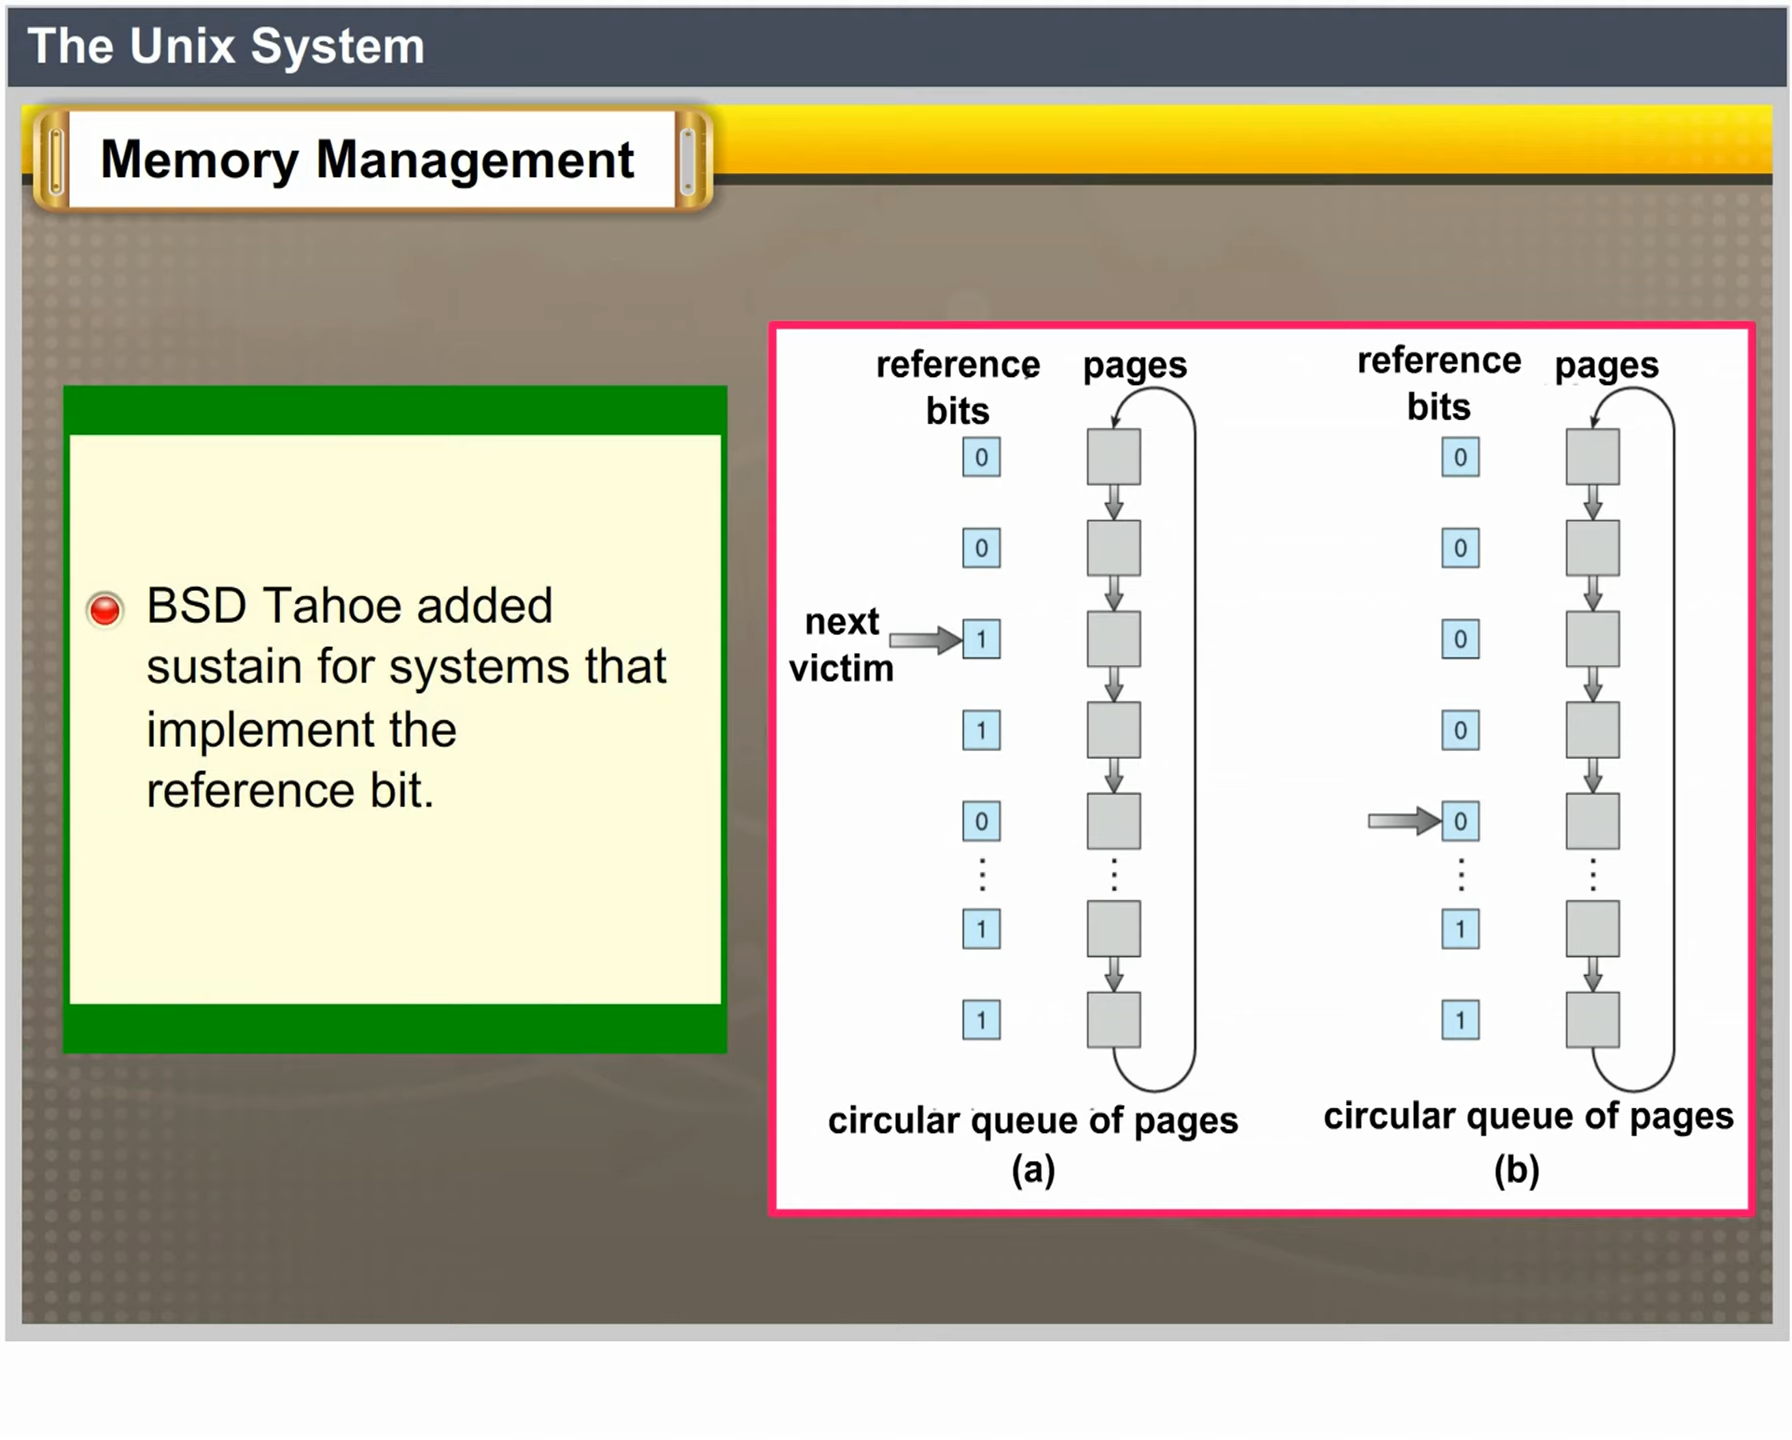 The Unix System
Memory Management
BSD Tahoe added
sustain for systems that
implement the
reference bit.
reference
bits
pages
0
0
next
victim
1
1
0
1
1
circular queue of pages
(a)
reference
bits
pages
0
0
0
0
0
1
1
circular queue of pages
(b)